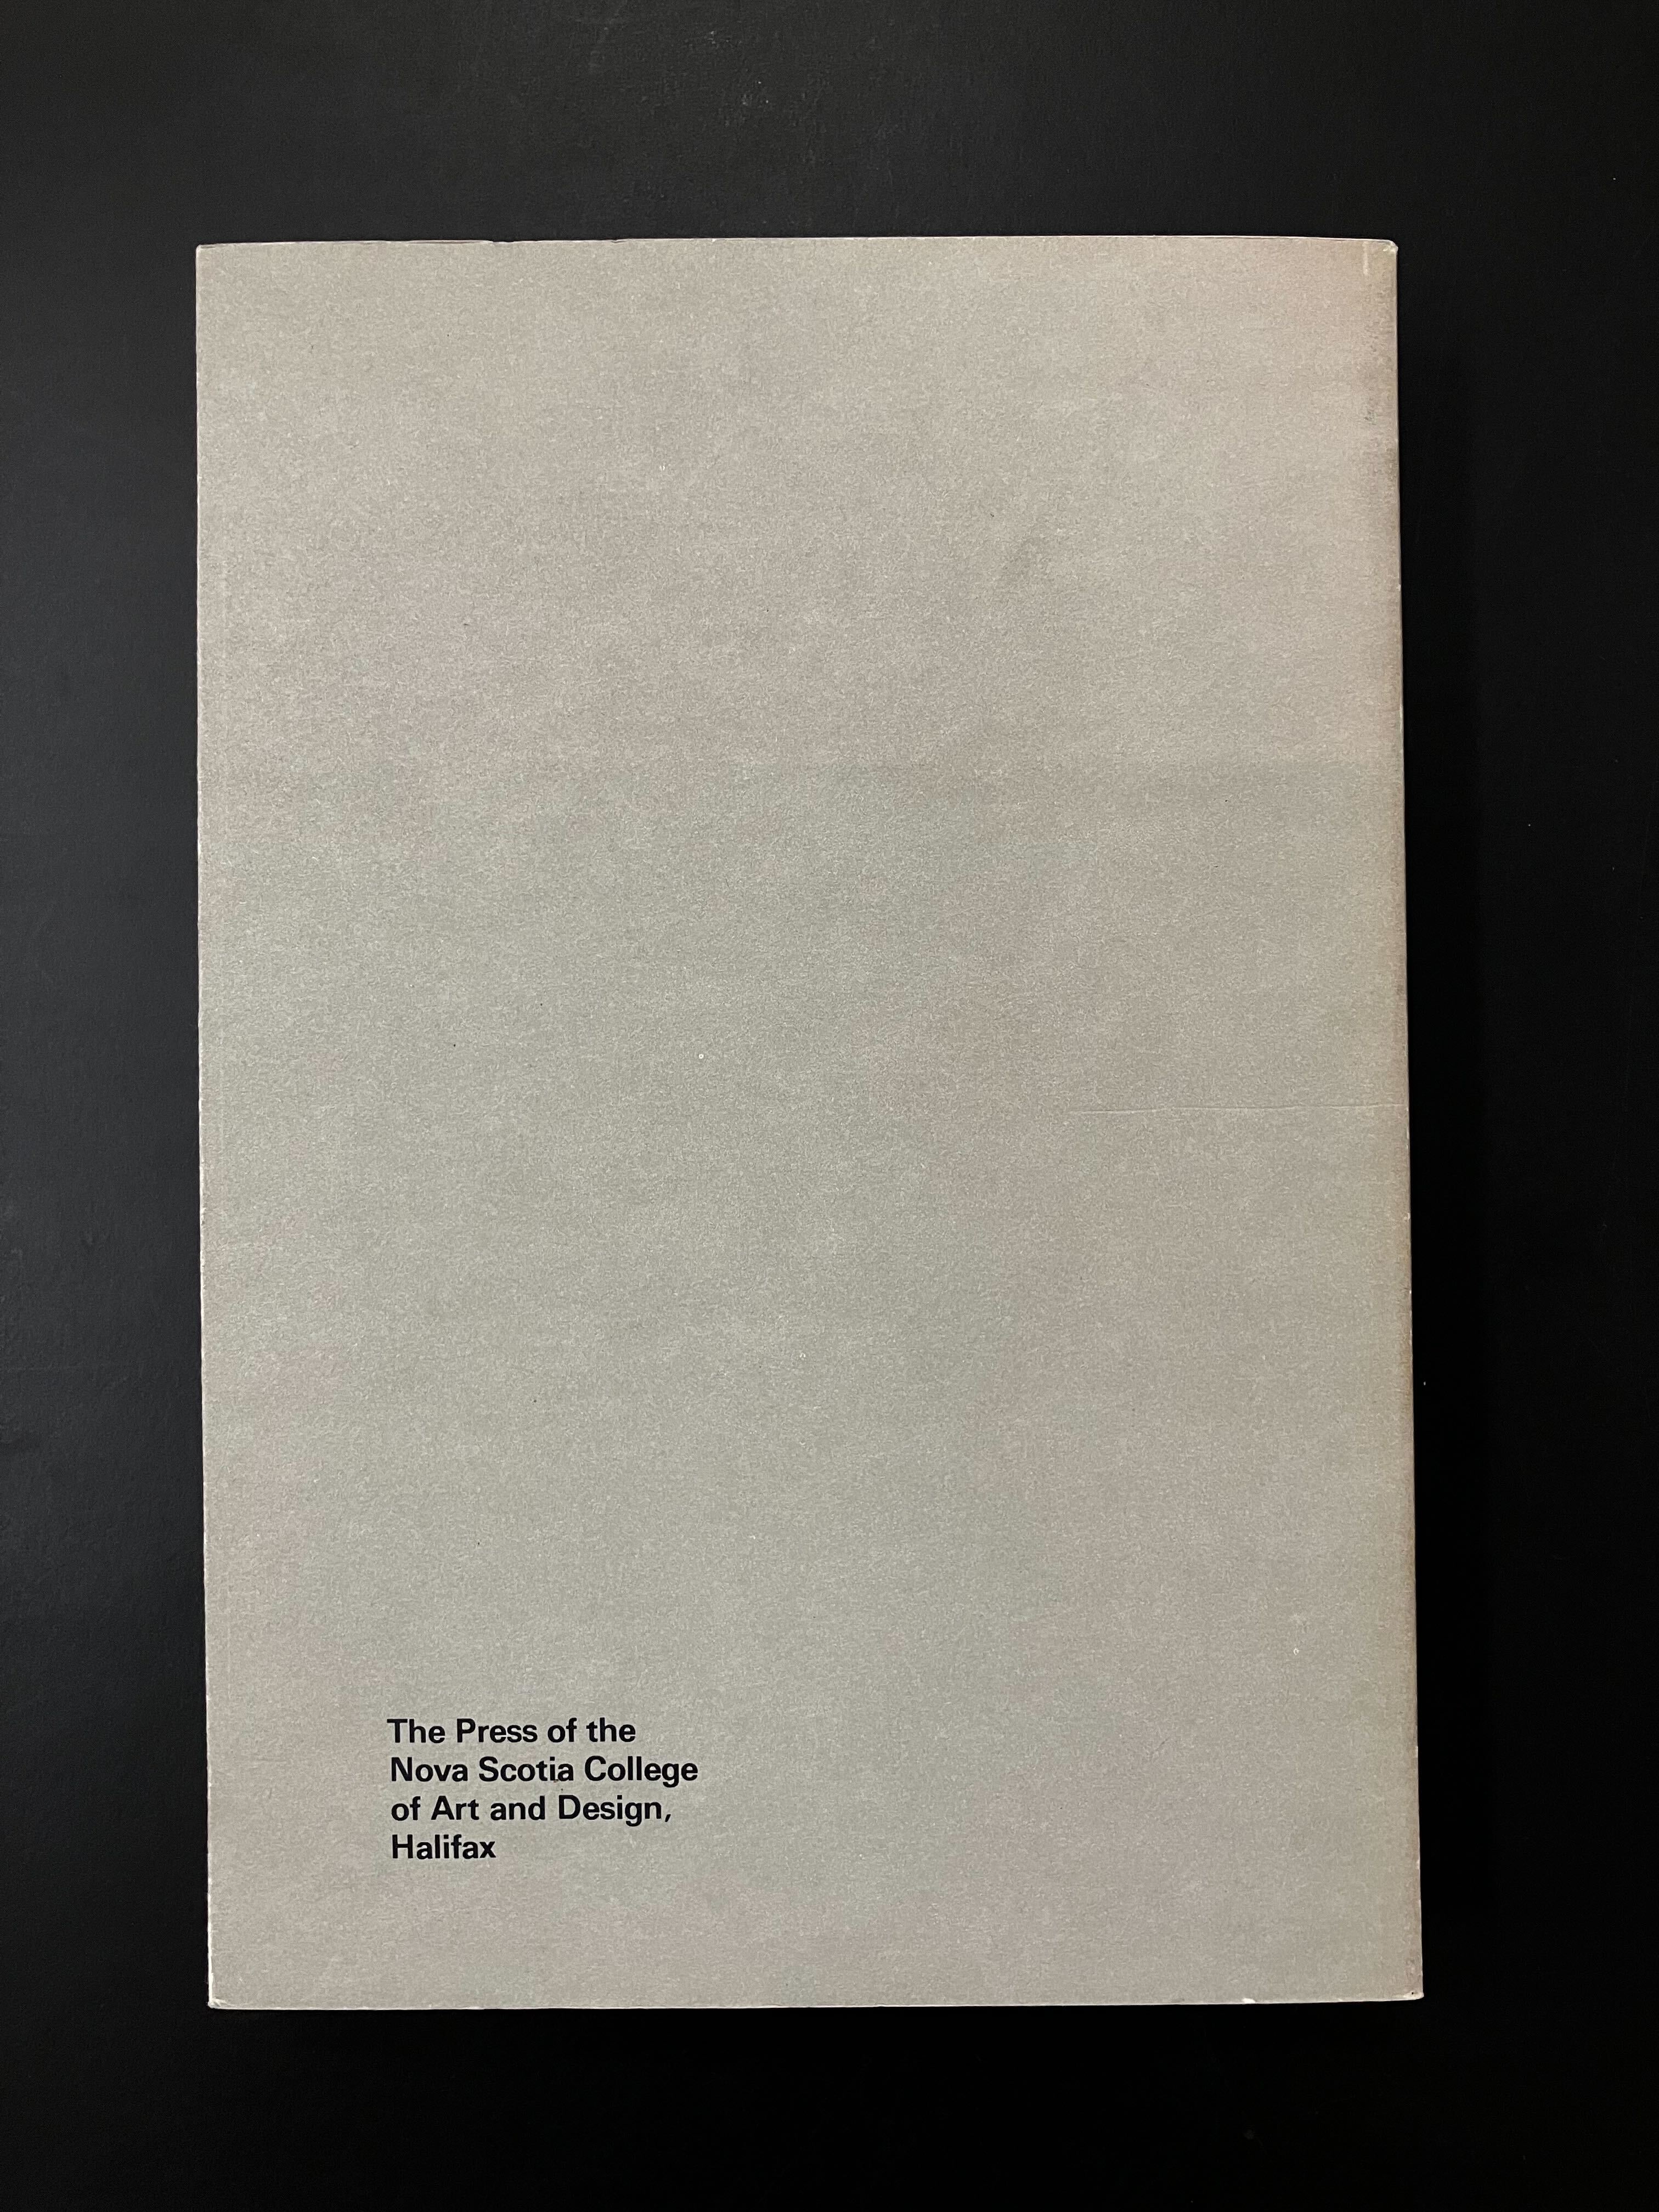 The Press of the
Nova Scotia College
of Art and Design,
Halifax